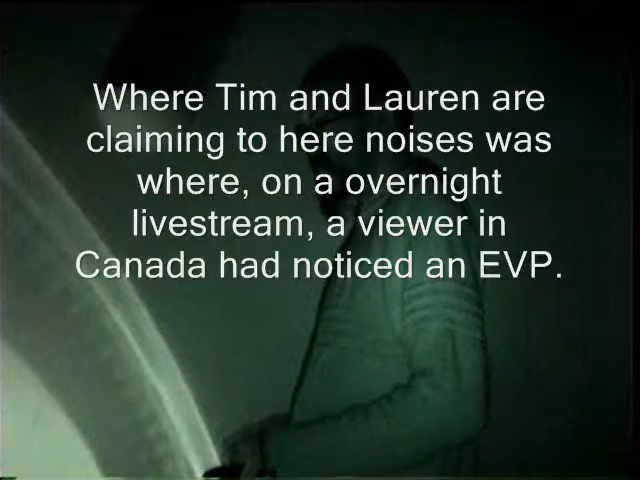 Where Tim and Lauren are
claiming to here noises was
where, on a overnight
livestream, a viewer in
Canada had noticed an EVP.